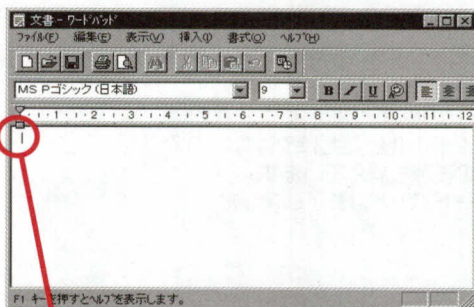 文書 - ワードパッド
ファイル(F) 編集(E) 表示(V) 挿入(I) 書式(O) ヘルプ(H)
MS Pゴシック (日本語) 9 B I U
1 2 3 4 5 6 7 8 9 10 11 12
F1 キーを押すとヘルプを表示します。